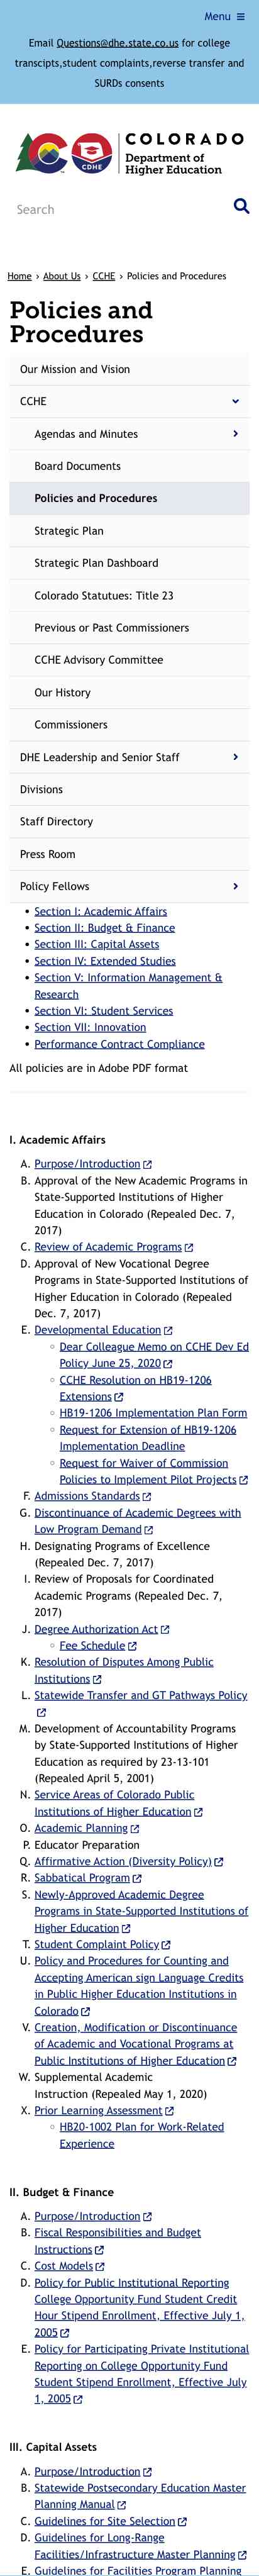 Menu
Email Questions@dhe.state.co.us for college
transcipts,student complaints,reverse transfer and
SURDs consents
CDHE
COLORADO
Department of
Higher Education
Search
Home › About Us › CCHE › Policies and Procedures
Policies and
Procedures
Our Mission and Vision
CCHE
Agendas and Minutes
Board Documents
Policies and Procedures
Strategic Plan
Strategic Plan Dashboard
Colorado Statutues: Title 23
Previous or Past Commissioners
CCHE Advisory Committee
Our History
Commissioners
DHE Leadership and Senior Staff
Divisions
Staff Directory
Press Room
Policy Fellows
• Section I: Academic Affairs
• Section II: Budget & Finance
• Section III: Capital Assets
• Section IV: Extended Studies
• Section V: Information Management &
Research
• Section VI: Student Services
• Section VII: Innovation
• Performance Contract Compliance
All policies are in Adobe PDF format
I. Academic Affairs
A. Purpose/Introduction
B. Approval of the New Academic Programs in
State-Supported Institutions of Higher
Education in Colorado (Repealed Dec. 7,
2017)
C. Review of Academic Programs
D. Approval of New Vocational Degree
Programs in State-Supported Institutions of
Higher Education in Colorado (Repealed
Dec. 7, 2017)
E. Developmental Education
◦ Dear Colleague Memo on CCHE Dev Ed
Policy June 25, 2020
◦ CCHE Resolution on HB19-1206
Extensions
◦ HB19-1206 Implementation Plan Form
◦ Request for Extension of HB19-1206
Implementation Deadline
◦ Request for Waiver of Commission
Policies to Implement Pilot Projects
F. Admissions Standards
G. Discontinuance of Academic Degrees with
Low Program Demand
H. Designing Programs of Excellence
(Repealed Dec. 7, 2017)
I. Review of Proposals for Coordinated
Academic Programs (Repealed Dec. 7,
2017)
J. Degree Authorization Act
◦ Fee Schedule
K. Resolution of Disputes Among Public
Institutions
L. Statewide Transfer and GT Pathways Policy
M. Development of Accountability Programs
by State-Supported Institutions of Higher
Education as required by 23-13-101
(Repealed April 5, 2001)
N. Service Areas of Colorado Public
Institutions of Higher Education
O. Academic Planning
P. Educator Preparation
Q. Affirmative Action (Diversity Policy)
R. Sabbatical Program
S. Newly-Approved Academic Degree
Programs in State-Supported Institutions of
Higher Education
T. Student Complaint Policy
U. Policy and Procedures for Counting and
Accepting American sign Language Credits
in Public Higher Education Institutions in
Colorado
V. Creation, Modification or Discontinuance
of Academic and Vocational Programs at
Public Institutions of Higher Education
W. Supplemental Academic
Instruction (Repealed May 1, 2020)
X. Prior Learning Assessment
◦ HB20-1002 Plan for Work-Related
Experience
II. Budget & Finance
A. Purpose/Introduction
B. Fiscal Responsibilities and Budget
Instructions
C. Cost Models
D. Policy for Public Institutional Reporting
College Opportunity Fund Student Credit
Hour Stipend Enrollment, Effective July 1,
2005
E. Policy for Participating Private Institutional
Reporting on College Opportunity Fund
Student Stipend Enrollment, Effective July
1, 2005
III. Capital Assets
A. Purpose/Introduction
B. Statewide Postsecondary Education Master
Planning Manual
C. Guidelines for Site Selection
D. Guidelines for Long-Range
Facilities/Infrastructure Master Planning
E. Guidelines for Facilities Program Planning